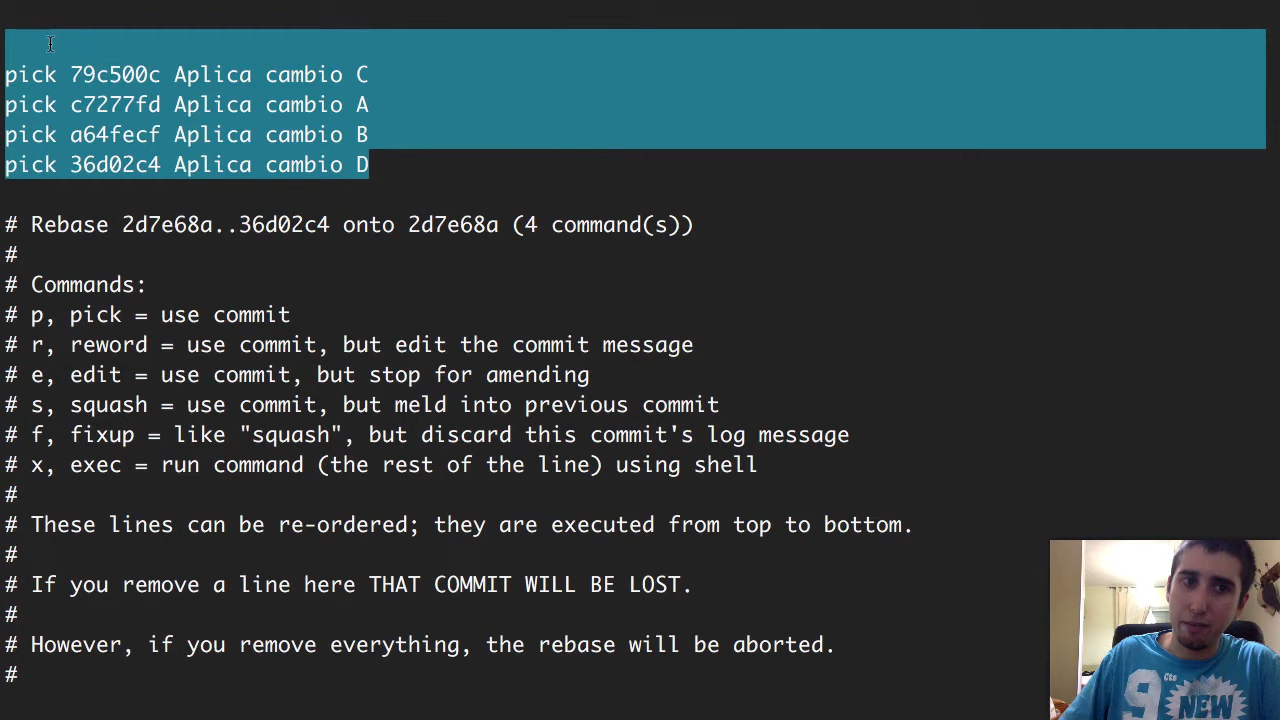 pick 79c500c Aplica cambio C
pick c7277fd Aplica cambio A
pick a64fecf Aplica cambio B
pick 36d02c4 Aplica cambio D
# Rebase 2d7e68a..36d02c4 onto 2d7e68a (4 command(s))
#
# Commands:
# p, pick = use commit
# r, reword = use commit, but edit the commit message
# e, edit = use commit, but stop for amending
# s, squash = use commit, but meld into previous commit
# f, fixup = like "squash", but discard this commit's log message
# x, exec = run command (the rest of the line) using shell
#
# These lines can be re-ordered; they are executed from top to bottom.
#
# If you remove a line here THAT COMMIT WILL BE LOST.
#
# However, if you remove everything, the rebase will be aborted.
#
9
NEW